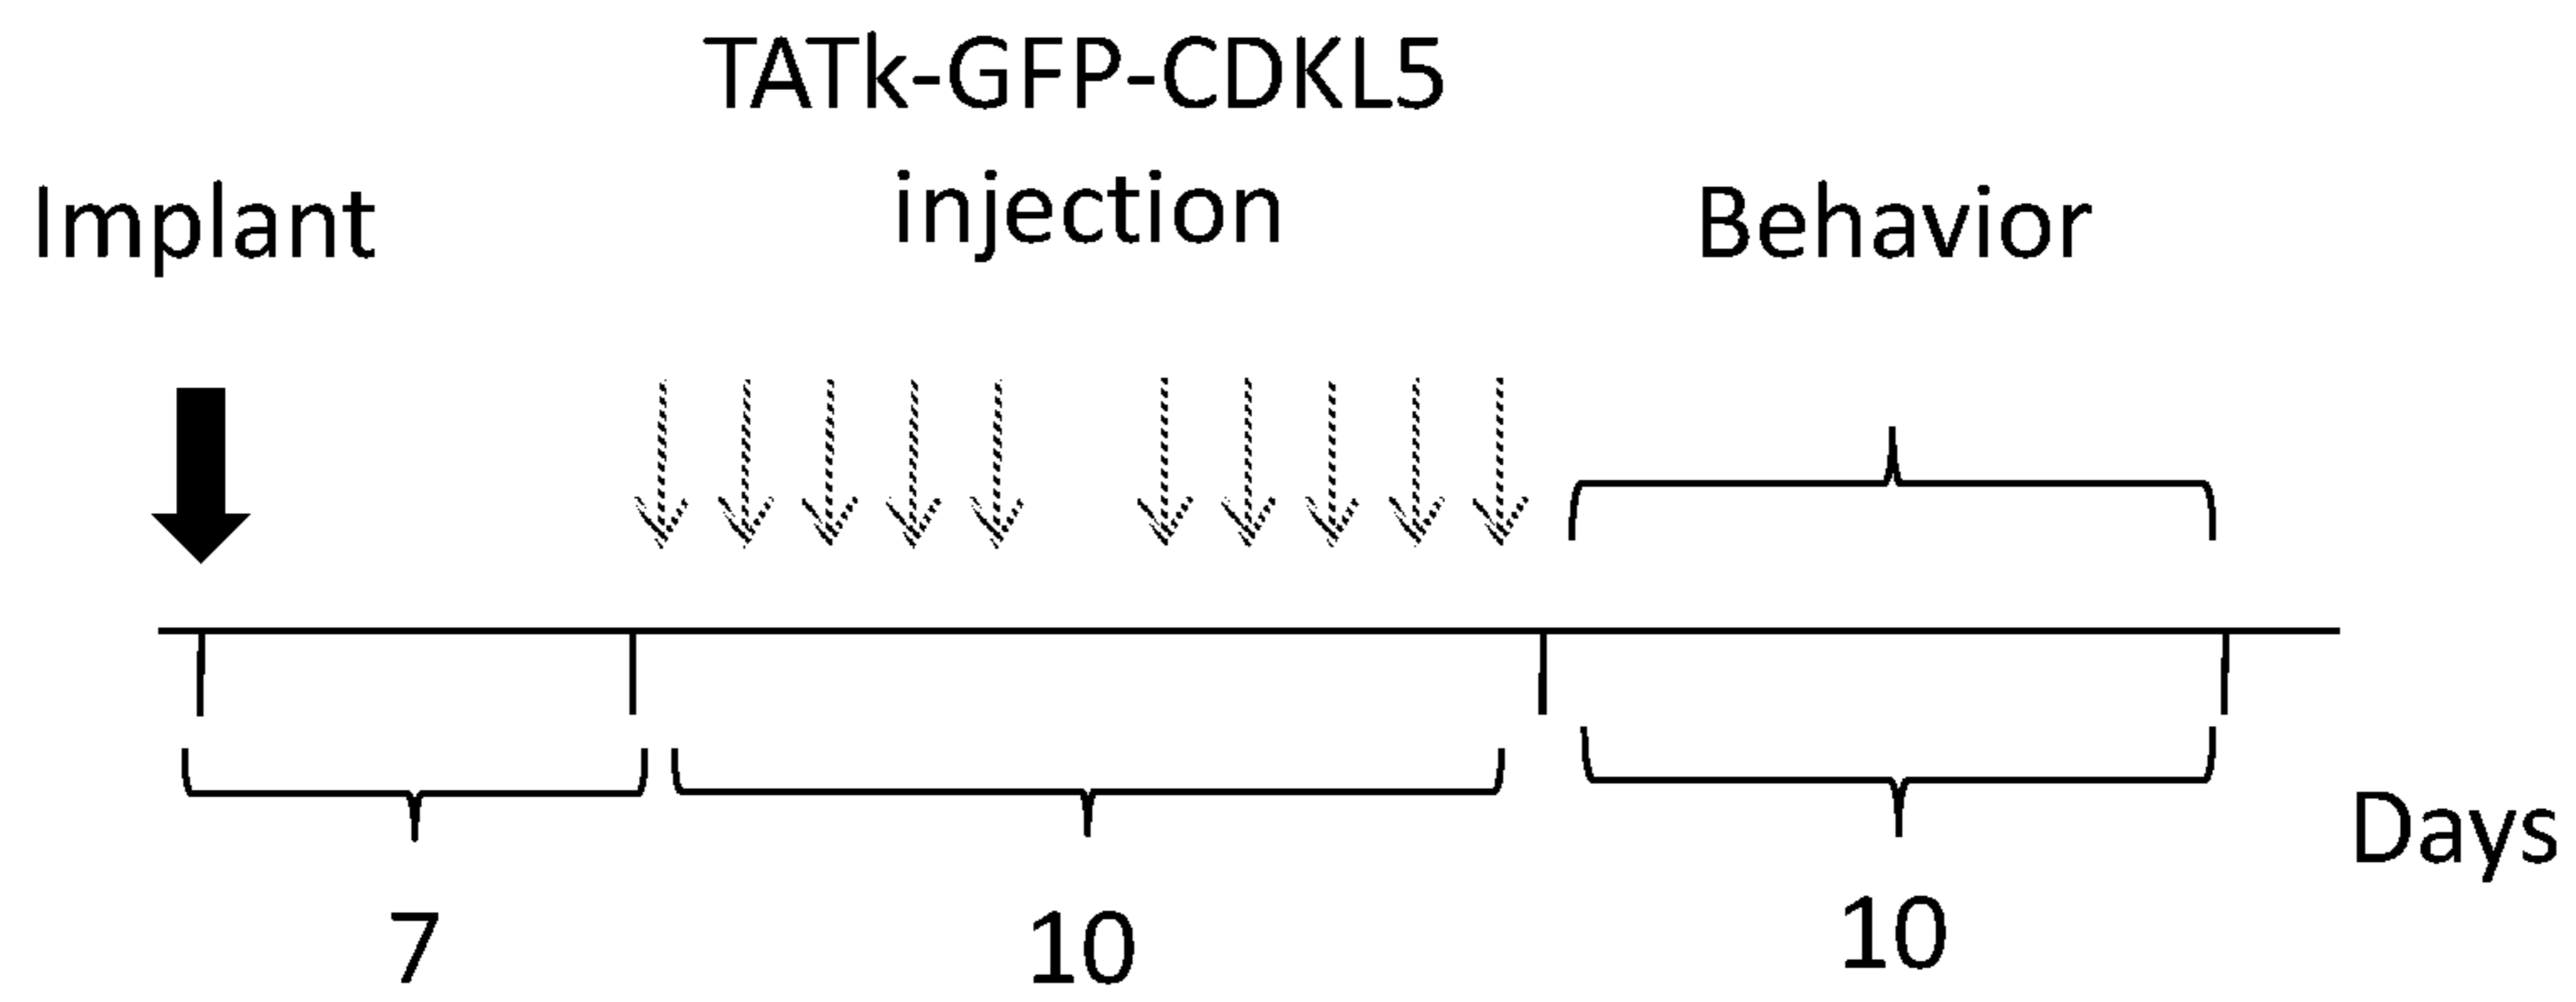 TATk-GFP-CDKL5
injection
Implant
Behavior
Days
7
10
10